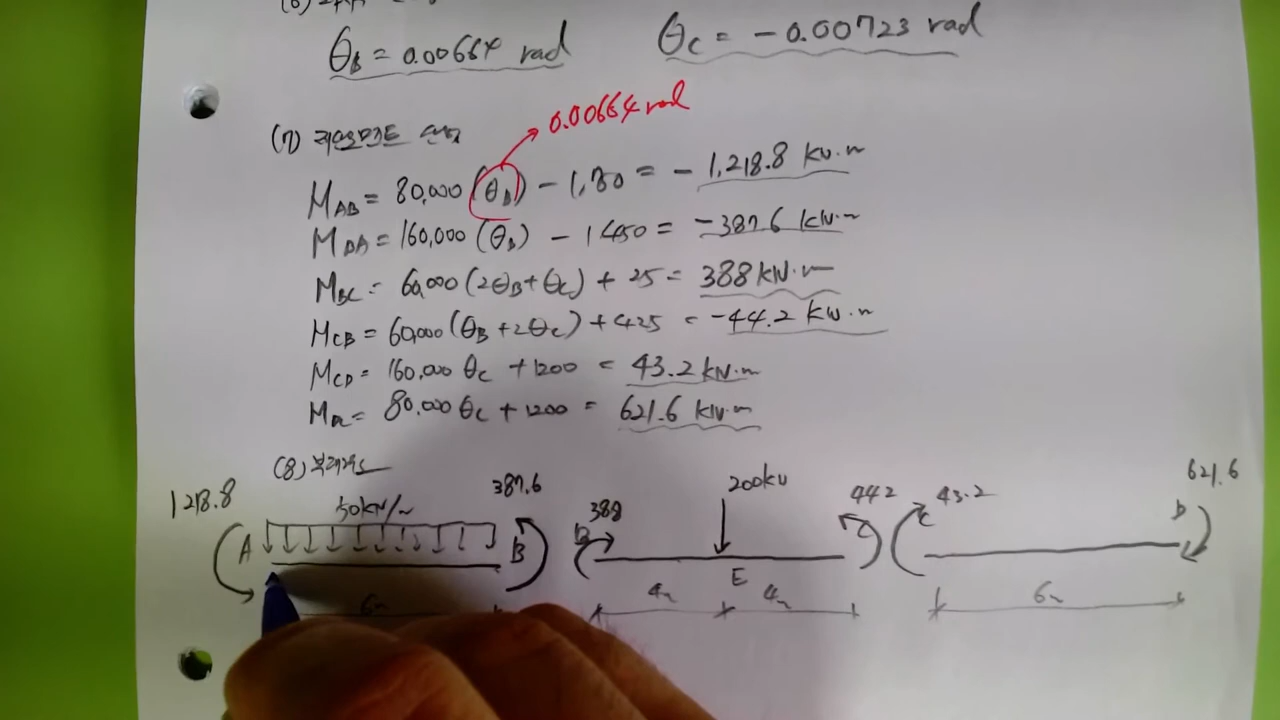 θB = 0.00664 rad
θC = -0.00723 rad
0.00664 rad
(7) 재단모멘트
MAB = 80,000 (θB) - 1,750 = - 1,218.8 kN·m
MBA = 160,000 (θB) - 1450 = -387.6 kN·m
MBC = 60,000 (2θB+θC) + 25 = 388 kN·m
MCB = 60,000 (θB+2θC) + 425 = -44.2 kN·m
MCD = 160,000 θC + 1200 = 43.2 kN·m
MDC = 80,000 θC + 1200 = 621.6 kN·m
(8) 부재력도
1218.8
50kN/m
387.6
388
200kN
442
43.2
621.6
A
B
B
E
C
D
6m
4m
4m
6m